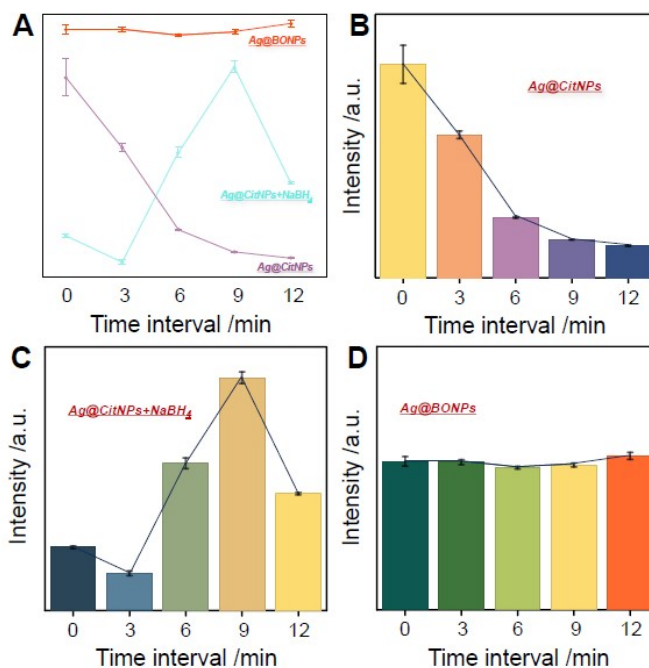 A
Ag@BONPs
Ag@CitNPs+NaBH4
Ag@CitNPs
0 3 6 9 12
Time interval /min
B
Ag@CitNPs
Intensity /a.u.
0 3 6 9 12
Time interval /min
C
Ag@CitNPs+NaBH4
Intensity /a.u.
0 3 6 9 12
Time interval /min
D
Ag@BONPs
Intensity /a.u.
0 3 6 9 12
Time interval /min